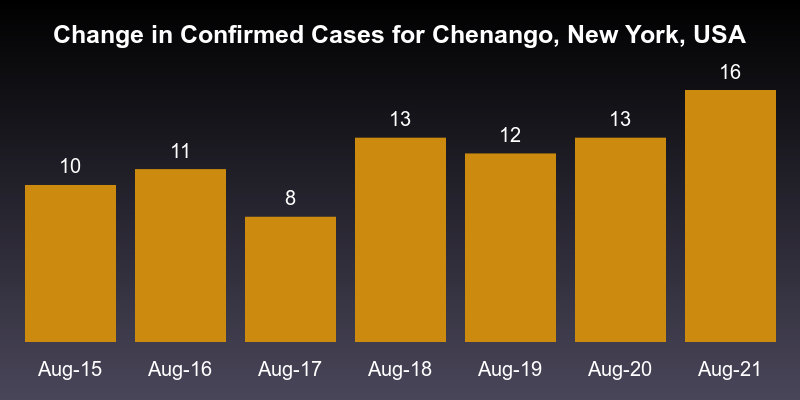 Change in Confirmed Cases for Chenango, New York, USA
10 11 8 13 12 13 16
Aug-15 Aug-16 Aug-17 Aug-18 Aug-19 Aug-20 Aug-21